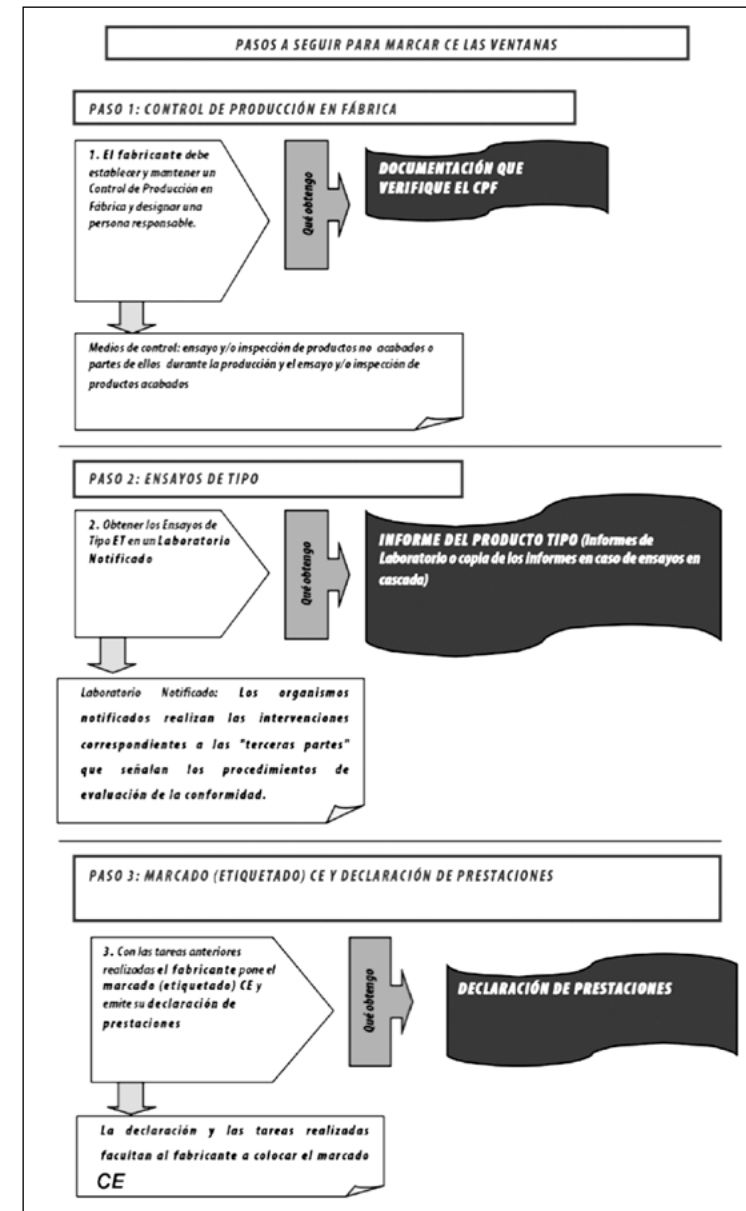 PASOS A SEGUIR PARA MARCAR CE LAS VENTANAS
PASO 1: CONTROL DE PRODUCCIÓN EN FÁBRICA
1. El fabricante debe
establecer y mantener un
Control de Producción en
Fábrica y designar una
persona responsable.
Qué obtengo
DOCUMENTACIÓN QUE
VERIFIQUE EL CPF
Medios de control: ensayo y/o inspección de productos no acabados o
partes de ellos durante la producción y el ensayo y/o inspección de
productos acabados
PASO 2: ENSAYOS DE TIPO
2. Obtener los Ensayos de
Tipo ET en un Laboratorio
Notificado
Qué obtengo
INFORME DEL PRODUCTO TIPO (Informes de
Laboratorio o copia de los informes en caso de ensayos en
cascada)
Laboratorio Notificado: Los organismos
notificados realizan las intervenciones
correspondientes a las "terceras partes"
que señalan los procedimientos de
evaluación de la conformidad.
PASO 3: MARCADO (ETIQUETADO) CE Y DECLARACIÓN DE PRESTACIONES
3. Con las tareas anteriores
realizadas el fabricante pone el
marcado (etiquetado) CE y
emite su declaración de
prestaciones
Qué obtengo
DECLARACIÓN DE PRESTACIONES
La declaración y las tareas realizadas
facultan al fabricante a colocar el marcado
CE